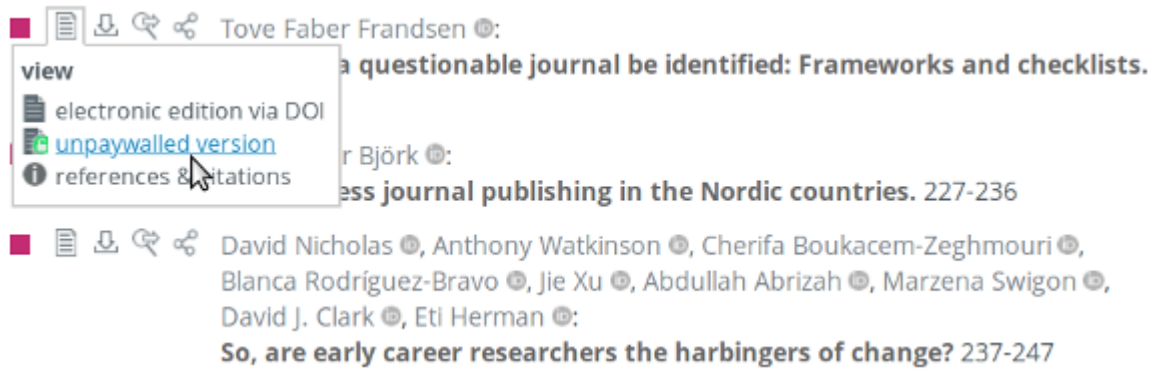 Tove Faber Frandsen :
view
a questionable journal be identified: Frameworks and checklists.
electronic edition via DOI
unpaywalled version
r Björk :
references & itations
ess journal publishing in the Nordic countries. 227-236
David Nicholas , Anthony Watkinson , Cherifa Boukacem-Zeghmouri ,
Blanca Rodríguez-Bravo , Jie Xu , Abdullah Abrizah , Marzena Swigon ,
David J. Clark , Eti Herman :
So, are early career researchers the harbingers of change? 237-247